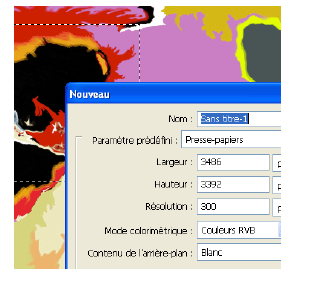 Nouveau
Nom : Sans titre-1
Paramètre prédéfini : Presse-papiers
Largeur : 3486
Hauteur : 3392
Résolution : 300
Mode colorimétrique : Couleurs RVB
Contenu de l'arrière-plan : Blanc